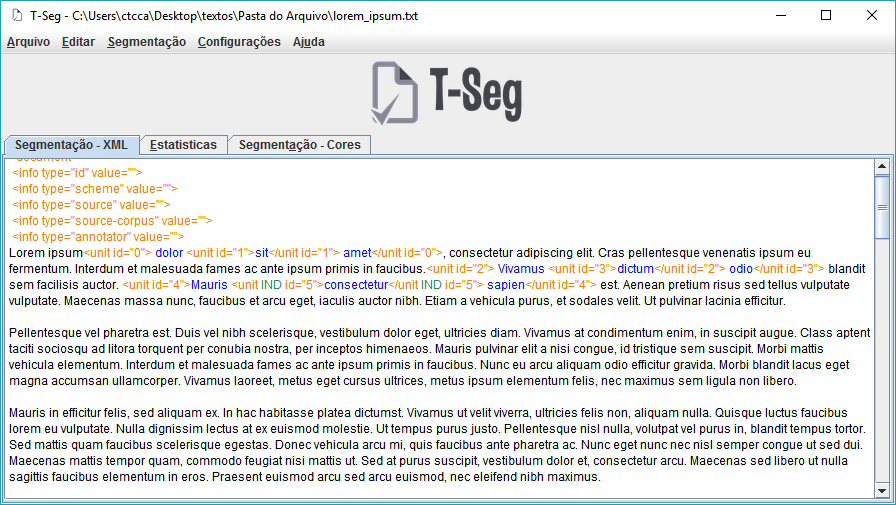 T-Seg - C:\Users\ctcca\Desktop\textos\Pasta do Arquivo\lorem_ipsum.txt
Arquivo Editar Segmentação Configurações Ajuda
T-Seg
Segmentação - XML Estatisticas Segmentação - Cores
<info type="id" value="">
<info type="scheme" value="">
<info type="source" value="">
<info type="source-corpus" value="">
<info type="annotator" value="">
Lorem ipsum<unit id="0"> dolor <unit id="1">sit</unit id="1"> amet</unit id="0">, consectetur adipiscing elit. Cras pellentesque venenatis ipsum eu
fermentum. Interdum et malesuada fames ac ante ipsum primis in faucibus.<unit id="2"> Vivamus <unit id="3">dictum</unit id="2"> odio</unit id="3"> blandit
sem facilisis auctor. <unit id="4">Mauris <unit IND id="5">consectetur</unit IND id="5"> sapien</unit id="4"> est. Aenean pretium risus sed tellus vulputate
vulputate. Maecenas massa nunc, faucibus et arcu eget, iaculis auctor nibh. Etiam a vehicula purus, et sodales velit. Ut pulvinar lacinia efficitur.
Pellentesque vel pharetra est. Duis vel nibh scelerisque, vestibulum dolor eget, ultricies diam. Vivamus at condimentum enim, in suscipit augue. Class aptent
taciti sociosqu ad litora torquent per conubia nostra, per inceptos himenaeos. Mauris pulvinar elit a nisi congue, id tristique sem suscipit. Morbi mattis
vehicula elementum. Interdum et malesuada fames ac ante ipsum primis in faucibus. Nunc eu arcu aliquam odio efficitur gravida. Morbi blandit lacus eget
magna accumsan ullamcorper. Vivamus laoreet, metus eget cursus ultrices, metus ipsum elementum felis, nec maximus sem ligula non libero.
Mauris in efficitur felis, sed aliquam ex. In hac habitasse platea dictumst. Vivamus ut velit viverra, ultricies felis non, aliquam nulla. Quisque luctus faucibus
lorem eu vulputate. Nulla dignissim lectus at ex euismod molestie. Ut tempus purus justo. Pellentesque nisl nulla, volutpat vel purus in, blandit tempus tortor.
Sed mattis quam faucibus scelerisque egestas. Donec vehicula arcu mi, quis faucibus ante pharetra ac. Nunc eget nunc nec nisl semper congue ut sed dui.
Maecenas mattis tempor quam, commodo feugiat nisi mattis ut. Sed at purus suscipit, vestibulum dolor et, consectetur arcu. Maecenas sed libero ut nulla
sagittis faucibus elementum in eros. Praesent euismod arcu sed arcu euismod, nec eleifend nibh maximus.